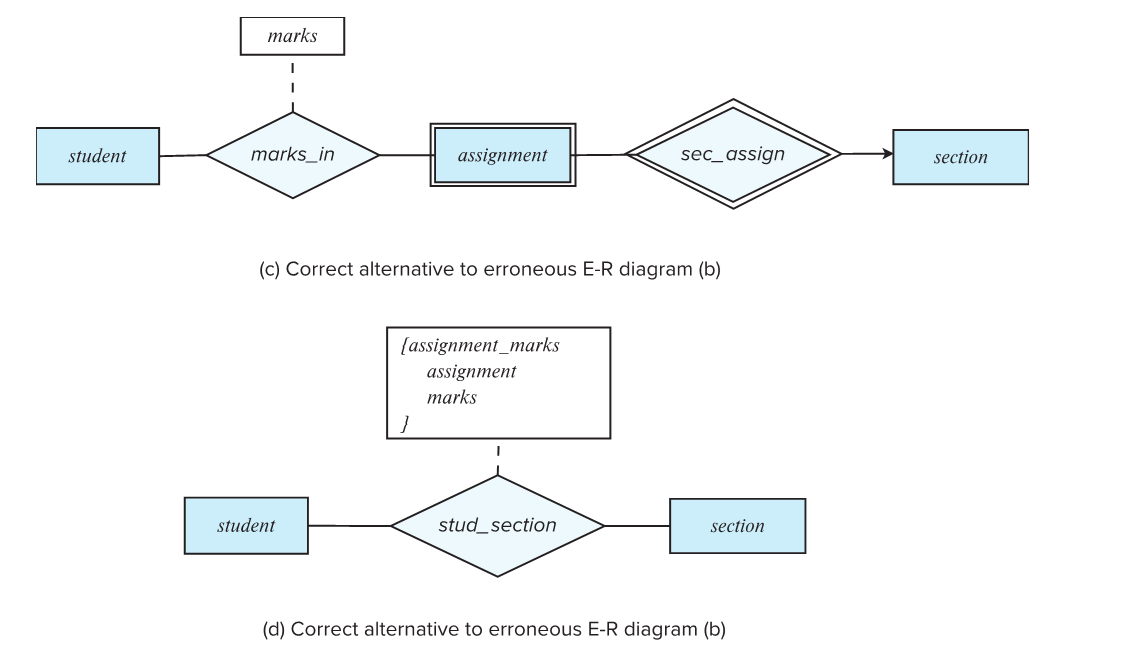 marks
student
marks_in
assignment
sec_assign
section
(c) Correct alternative to erroneous E-R diagram (b)
{assignment_marks
assignment
marks
}
student
stud_section
section
(d) Correct alternative to erroneous E-R diagram (b)